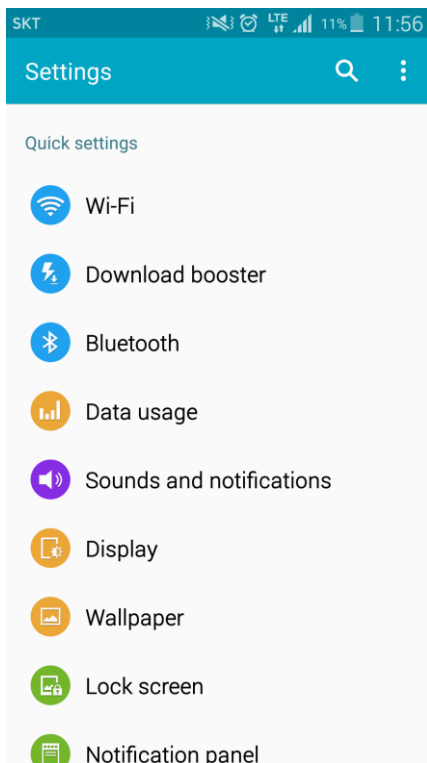 SKT LTE 11% 11:56
Settings
Quick settings
Wi-Fi
Download booster
Bluetooth
Data usage
Sounds and notifications
Display
Wallpaper
Lock screen
Notification panel